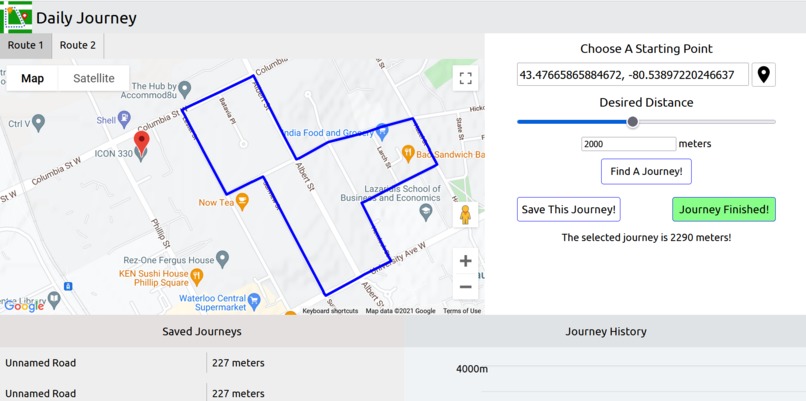 Daily Journey
Route 1
Route 2
Map
Satellite
Columbia
The Hub by
Accommod8u
Ctrl V
Shell
Columbia St W
Batavia Pl
ICON 330
Columbia St W
St W
India Food and Grocery
Hick
State St
Larch St
Bao Sandwich Ba
Albert St
Lazaridis School of
Business and Economics
Now Tea
Phillip St
University Ave W
Rez-One Fergus House
KEN Sushi House
Phillip Square
Waterloo Central
Supermarket
Albert St
Library
Google
Keyboard shortcuts
Map data ©2021 Google
Terms of Use
Choose A Starting Point
43.47665865884672, -80.53897220246637
Desired Distance
2000 meters
Find A Journey!
Save This Journey!
Journey Finished!
The selected journey is 2290 meters!
Saved Journeys
Unnamed Road 227 meters
Unnamed Road 227 meters
Journey History
4000m